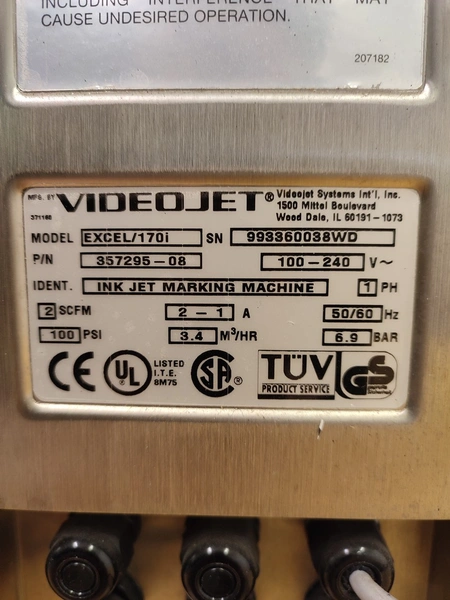 INCLUDING INTERFERENCE THAT MAY
CAUSE UNDESIRED OPERATION.
207182
MFG. BY VIDEOJET® Videojet Systems Int'l, Inc.
371162 1500 Mittel Boulevard
Wood Dale, IL 60191-1073
MODEL EXCEL/170i SN 993360038WD
P/N 357295-08 100-240 V~
IDENT. INK JET MARKING MACHINE 1 PH
2 SCFM 2-1 A 50/60 Hz
100 PSI 3.4 M³/HR 6.9 BAR
CE UL LISTED I.T.E. 8M75 SA® TÜV PRODUCT SERVICE GS